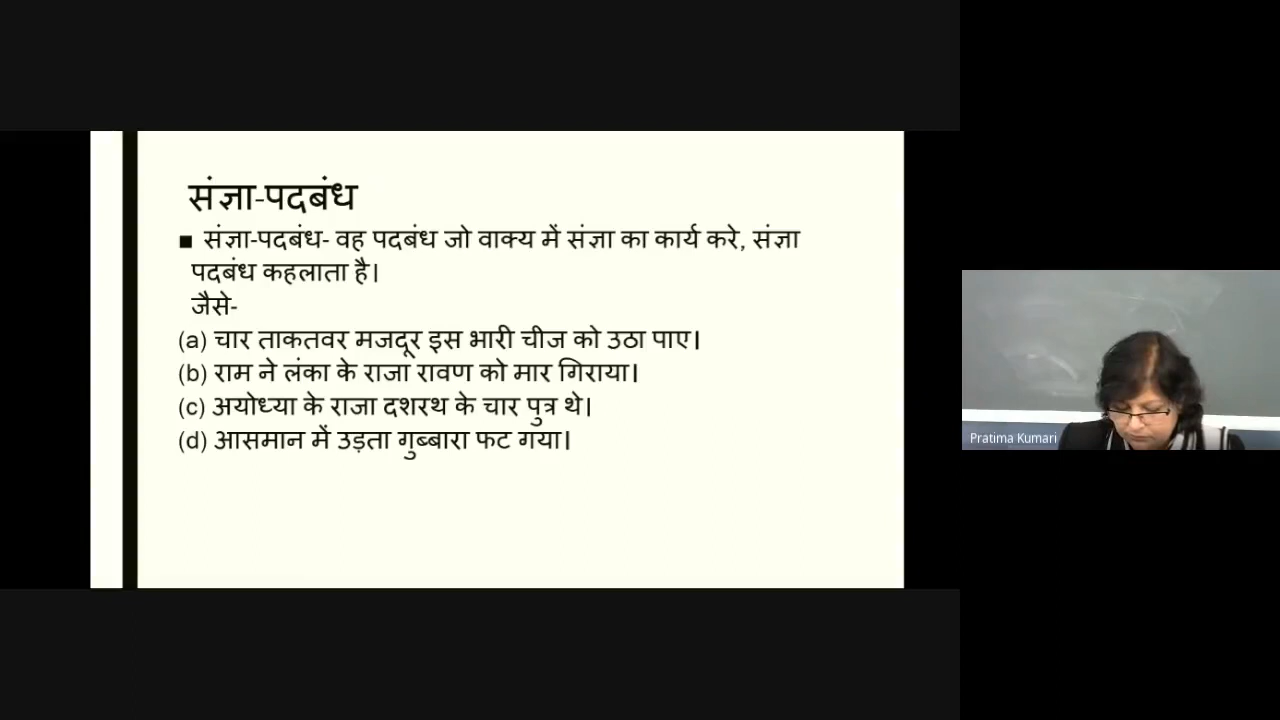 संज्ञा-पदबंध
■ संज्ञा-पदबंध- वह पदबंध जो वाक्य में संज्ञा का कार्य करे, संज्ञा
पदबंध कहलाता है।
जैसे-
(a) चार ताकतवर मजदूर इस भारी चीज को उठा पाए।
(b) राम ने लंका के राजा रावण को मार गिराया।
(c) अयोध्या के राजा दशरथ के चार पुत्र थे।
(d) आसमान में उड़ता गुब्बारा फट गया।
Pratima Kumari